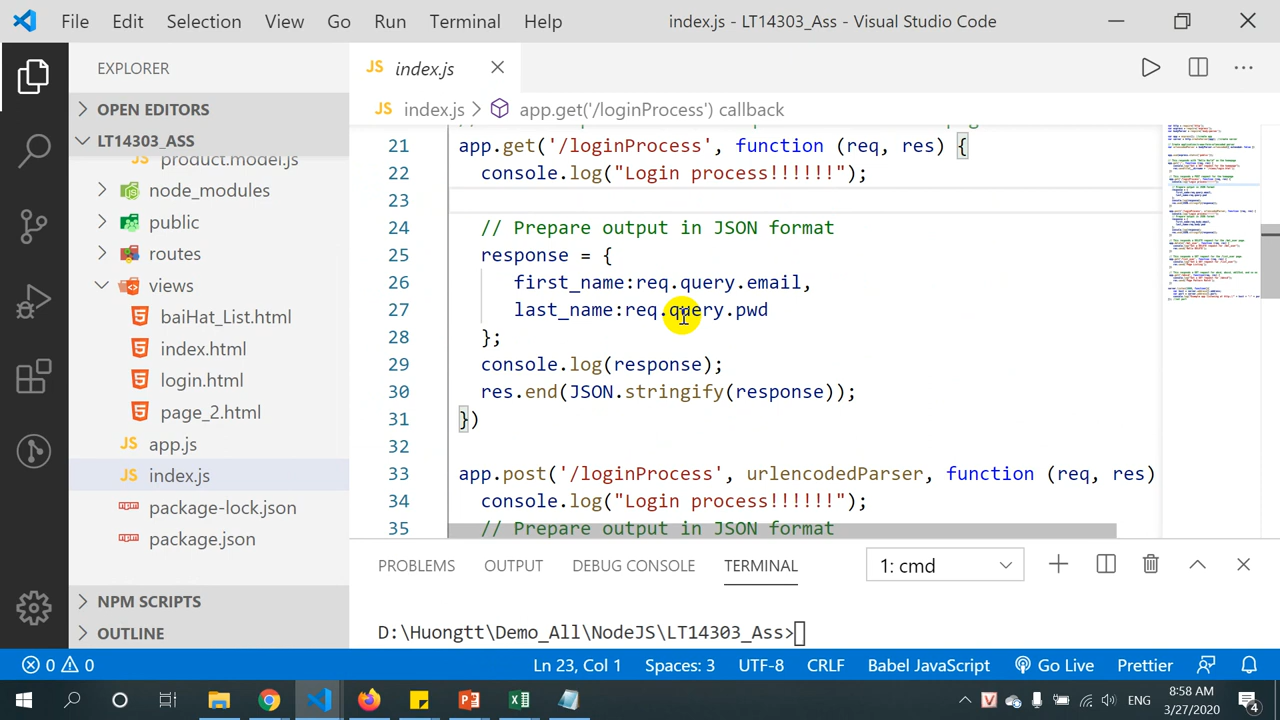 File Edit Selection View Go Run Terminal Help index.js - LT14303_Ass - Visual Studio Code
EXPLORER
OPEN EDITORS
LT14303_ASS
product.model.js
node_modules
public
routes
views
baiHat_List.html
index.html
login.html
page_2.html
app.js
index.js
package-lock.json
package.json
NPM SCRIPTS
OUTLINE
JS index.js
JS index.js > app.get('/loginProcess') callback
21 app.get('/loginProcess', function (req, res) {
22 console.log("Login process!!!!!!");
23
24 // Prepare output in JSON format
25 response = {
26 first_name:req.query.email,
27 last_name:req.query.pwd
28 };
29 console.log(response);
30 res.end(JSON.stringify(response));
31 })
32
33 app.post('/loginProcess', urlencodedParser, function (req, res)
34 console.log("Login process!!!!!!");
35 // Prepare output in JSON format
PROBLEMS OUTPUT DEBUG CONSOLE TERMINAL 1: cmd
D:\Huongtt\Demo_All\NodeJS\LT14303_Ass>
0 0 Ln 23, Col 1 Spaces: 3 UTF-8 CRLF Babel JavaScript Go Live Prettier
ENG 8:58 AM
3/27/2020 4